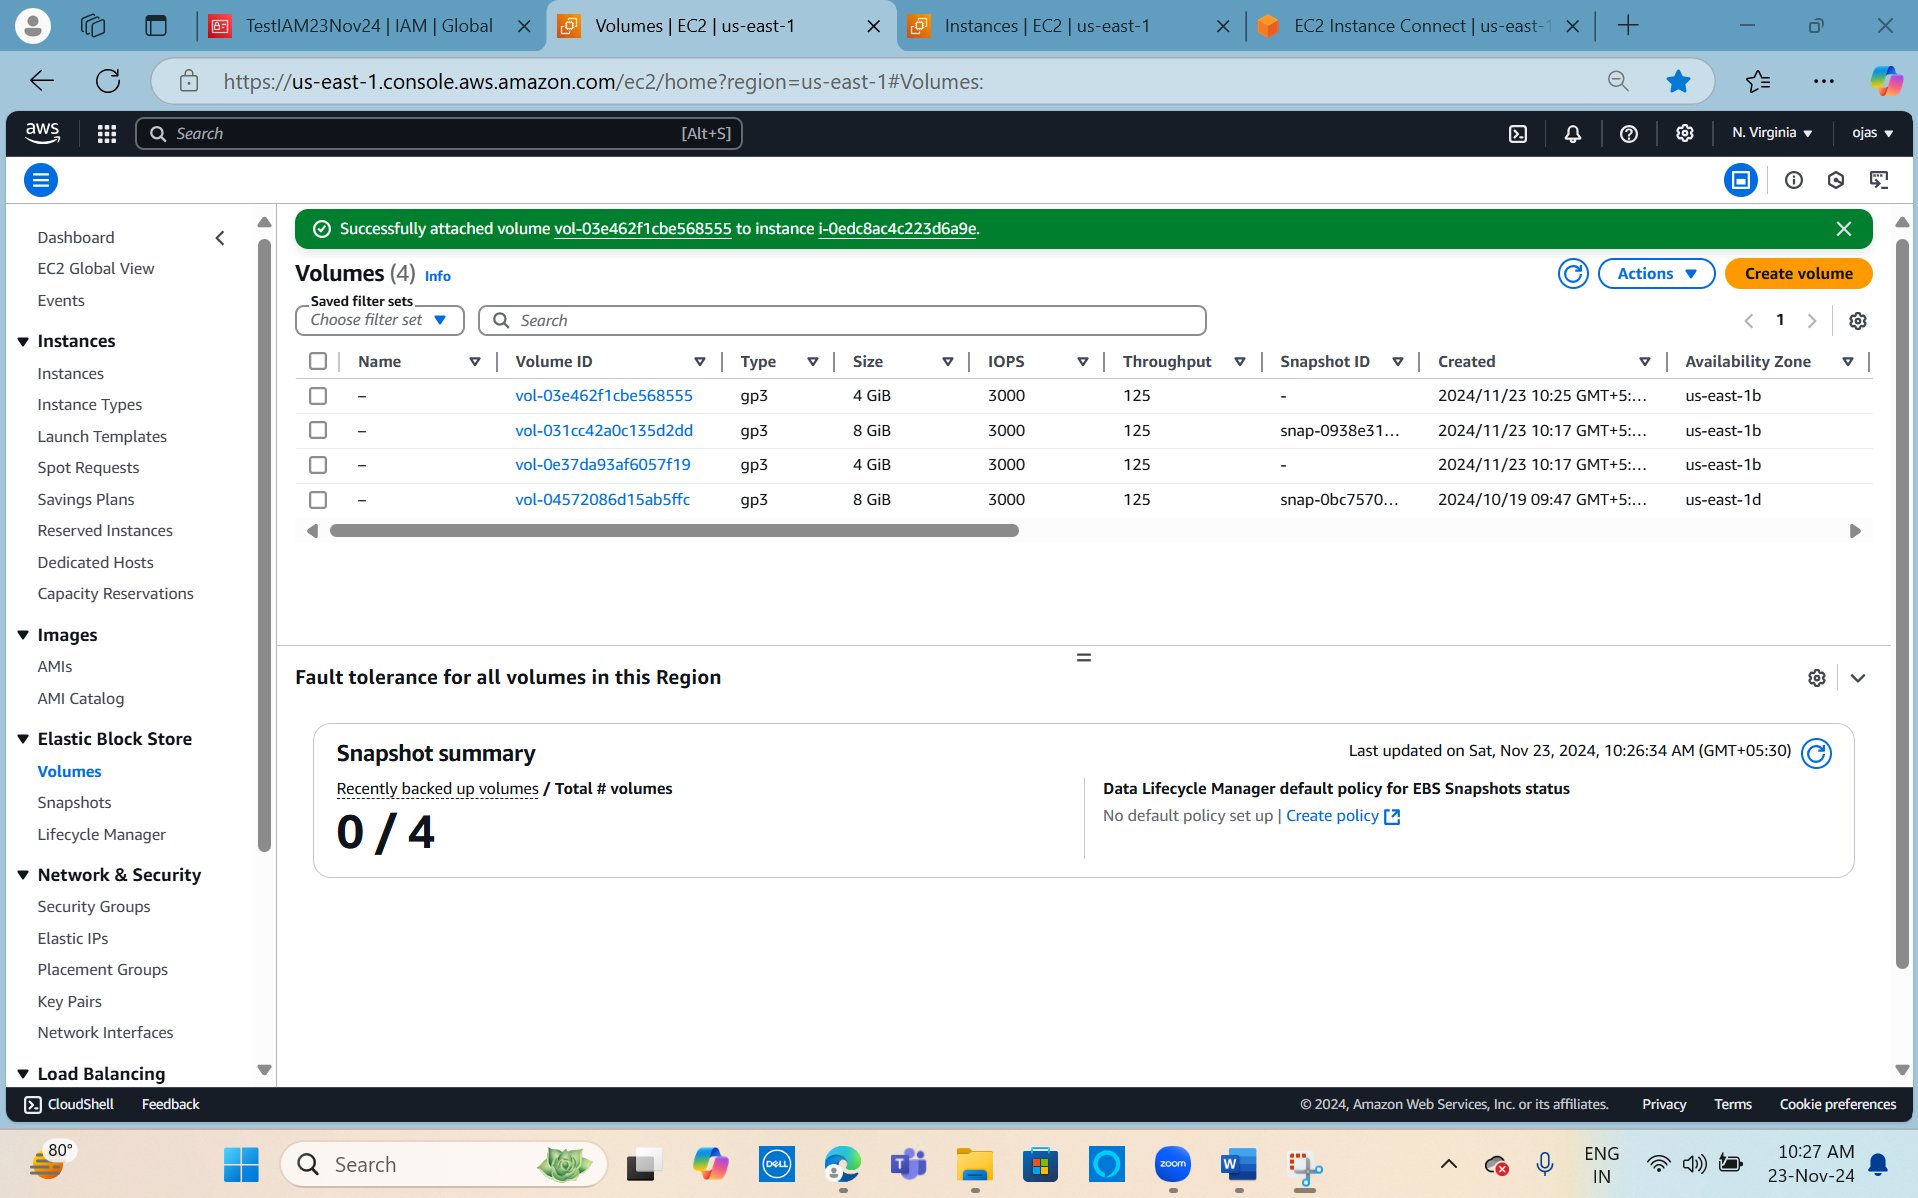 TestIAM23Nov24 | IAM | Global
Volumes | EC2 | us-east-1
Instances | EC2 | us-east-1
EC2 Instance Connect | us-east-1
https://us-east-1.console.aws.amazon.com/ec2/home?region=us-east-1#Volumes:
aws
Search [Alt+S]
N. Virginia
ojas
Dashboard
EC2 Global View
Events
Instances
Instances
Instance Types
Launch Templates
Spot Requests
Savings Plans
Reserved Instances
Dedicated Hosts
Capacity Reservations
Images
AMIs
AMI Catalog
Elastic Block Store
Volumes
Snapshots
Lifecycle Manager
Network & Security
Security Groups
Elastic IPs
Placement Groups
Key Pairs
Network Interfaces
Load Balancing
Successfully attached volume vol-03e462f1cbe568555 to instance i-0edc8ac4c223d6a9e.
Volumes (4) Info
Actions
Create volume
Saved filter sets
Choose filter set
Search
1
Name Volume ID Type Size IOPS Throughput Snapshot ID Created Availability Zone
– vol-03e462f1cbe568555 gp3 4 GiB 3000 125 - 2024/11/23 10:25 GMT+5:... us-east-1b
– vol-031cc42a0c135d2dd gp3 8 GiB 3000 125 snap-0938e31... 2024/11/23 10:17 GMT+5:... us-east-1b
– vol-0e37da93af6057f19 gp3 4 GiB 3000 125 - 2024/11/23 10:17 GMT+5:... us-east-1b
– vol-04572086d15ab5ffc gp3 8 GiB 3000 125 snap-0bc7570... 2024/10/19 09:47 GMT+5:... us-east-1d
Fault tolerance for all volumes in this Region
Snapshot summary
Last updated on Sat, Nov 23, 2024, 10:26:34 AM (GMT+05:30)
Recently backed up volumes / Total # volumes
0 / 4
Data Lifecycle Manager default policy for EBS Snapshots status
No default policy set up | Create policy
CloudShell
Feedback
© 2024, Amazon Web Services, Inc. or its affiliates.
Privacy
Terms
Cookie preferences
80°
Search
DELL
zoom
W
ENG
IN
10:27 AM
23-Nov-24